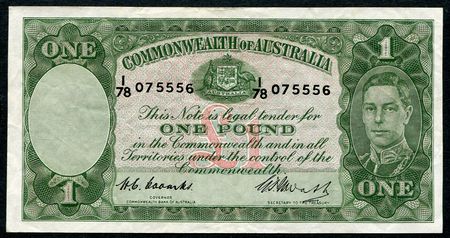 ONE
COMMONWEALTH OF AUSTRALIA
1
I/78 075556
AUSTRALIA
I/78 075556
This Note is legal tender for
ONE POUND
in the Commonwealth and in all
Territories under the control of the
Commonwealth.
£
1
GOVERNOR
COMMONWEALTH BANK OF AUSTRALIA
SECRETARY TO THE TREASURY
ONE